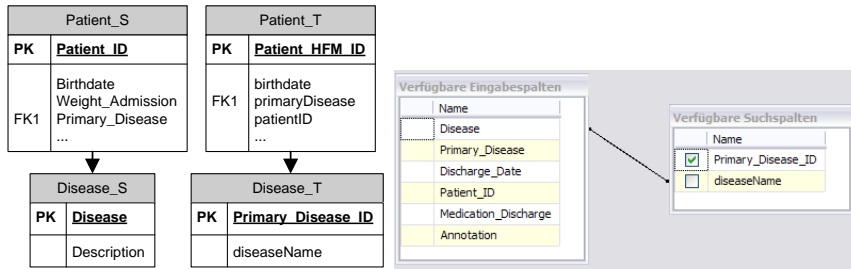 Patient_S
PK Patient_ID
Birthdate
FK1 Weight_Admission
Primary_Disease
...
Disease_S
PK Disease
Description
Patient_T
PK Patient_HFM_ID
birthdate
FK1 primaryDisease
patientID
...
Disease_T
PK Primary_Disease_ID
diseaseName
Verfügbare Eingabespalten
Name
Disease
Primary_Disease
Discharge_Date
Patient_ID
Medication_Discharge
Annotation
Verfügbare Suchspalten
Name
Primary_Disease_ID
diseaseName